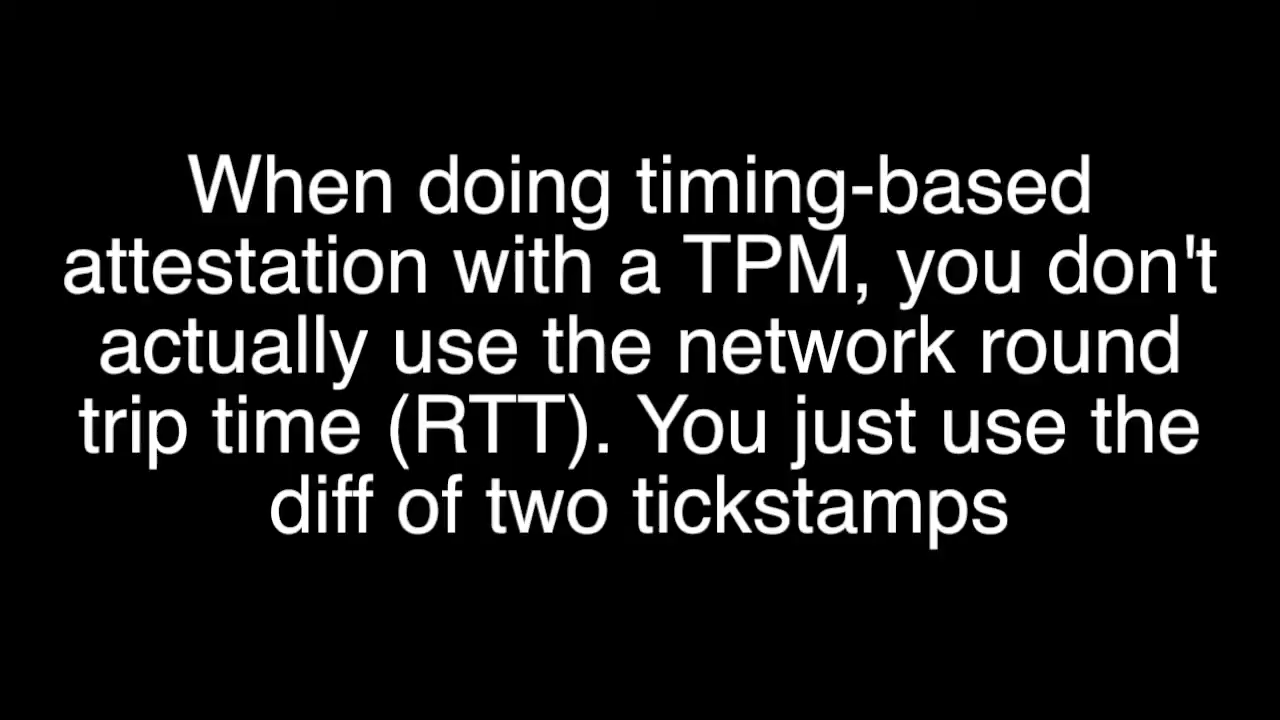 When doing timing-based
attestation with a TPM, you don't
actually use the network round
trip time (RTT). You just use the
diff of two tickstamps